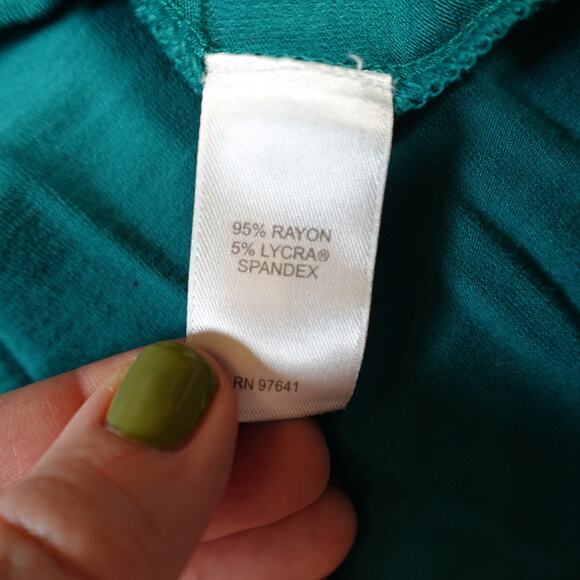 95% RAYON
5% LYCRA®
SPANDEX
RN 97641